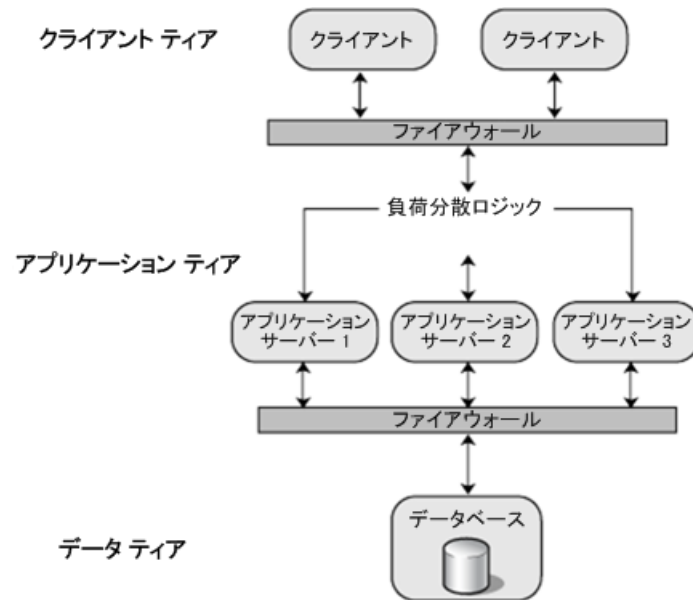 クライアント ティア
クライアント
クライアント
ファイアウォール
負荷分散ロジック
アプリケーション ティア
アプリケーション
サーバー 1
アプリケーション
サーバー 2
アプリケーション
サーバー 3
ファイアウォール
データベース
データ ティア